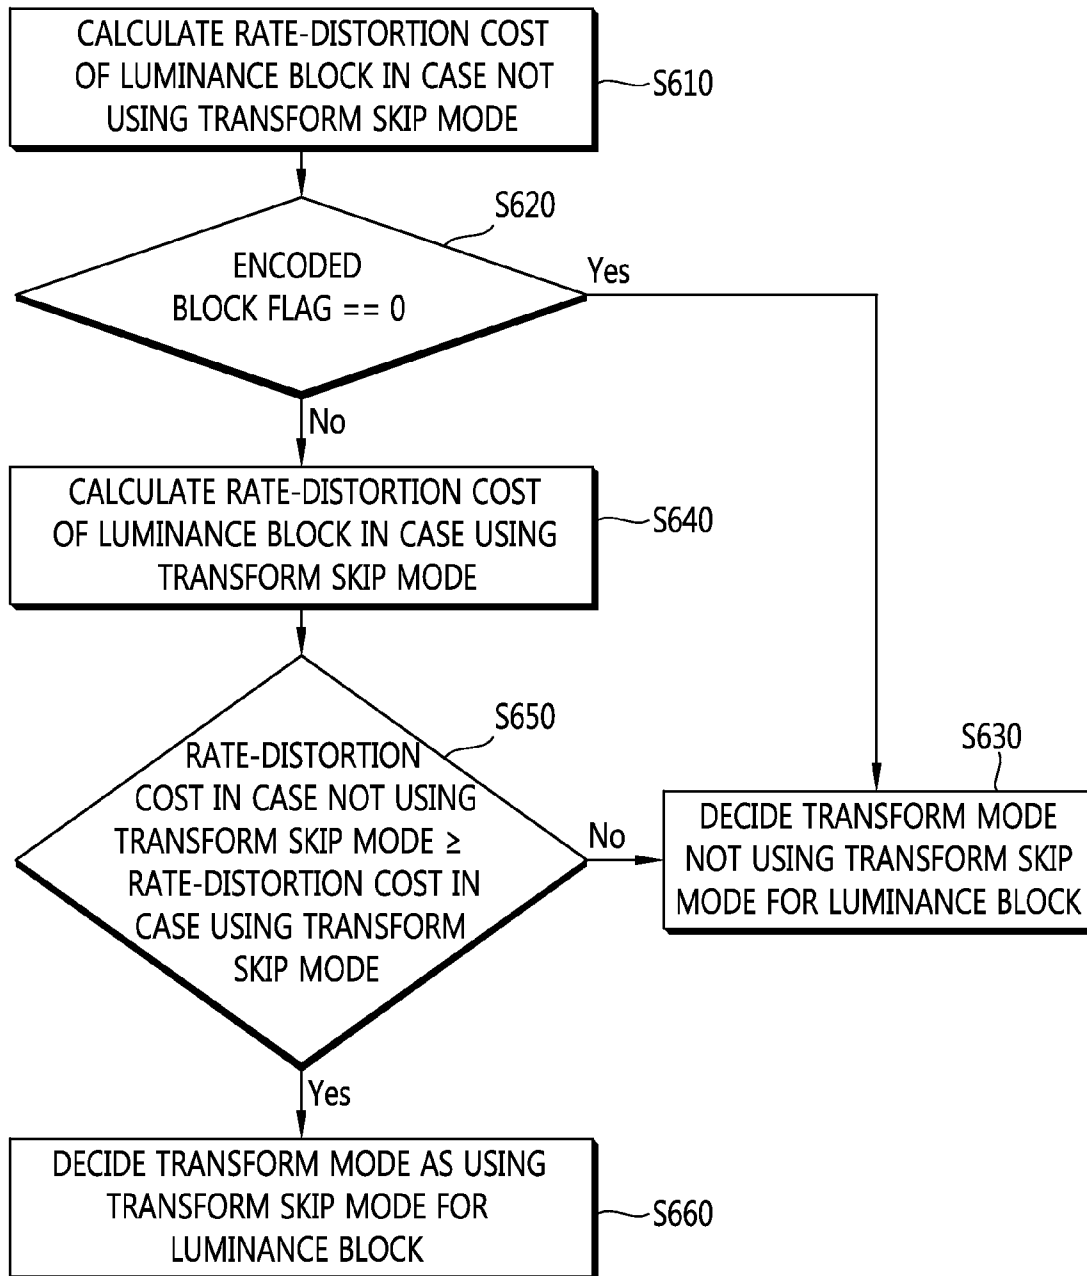 CALCULATE RATE-DISTORTION COST
OF LUMINANCE BLOCK IN CASE NOT
USING TRANSFORM SKIP MODE
S610
S620
ENCODED
BLOCK FLAG == 0
Yes
No
CALCULATE RATE-DISTORTION COST
OF LUMINANCE BLOCK IN CASE USING
TRANSFORM SKIP MODE
S640
S650
RATE-DISTORTION
COST IN CASE NOT USING
TRANSFORM SKIP MODE ≥
RATE-DISTORTION COST IN
CASE USING TRANSFORM
SKIP MODE
No
S630
DECIDE TRANSFORM MODE
NOT USING TRANSFORM SKIP
MODE FOR LUMINANCE BLOCK
Yes
DECIDE TRANSFORM MODE AS USING
TRANSFORM SKIP MODE FOR
LUMINANCE BLOCK
S660